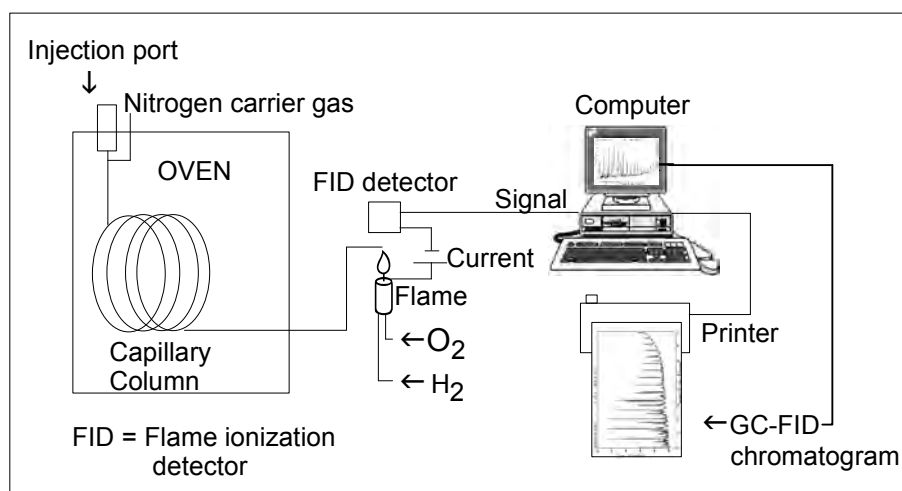 Injection port
↓
Nitrogen carrier gas
Computer
OVEN
FID detector
Signal
Current
Flame
←O₂
Capillary
Column
Printer
←H₂
FID = Flame ionization
detector
←GC-FID
chromatogram